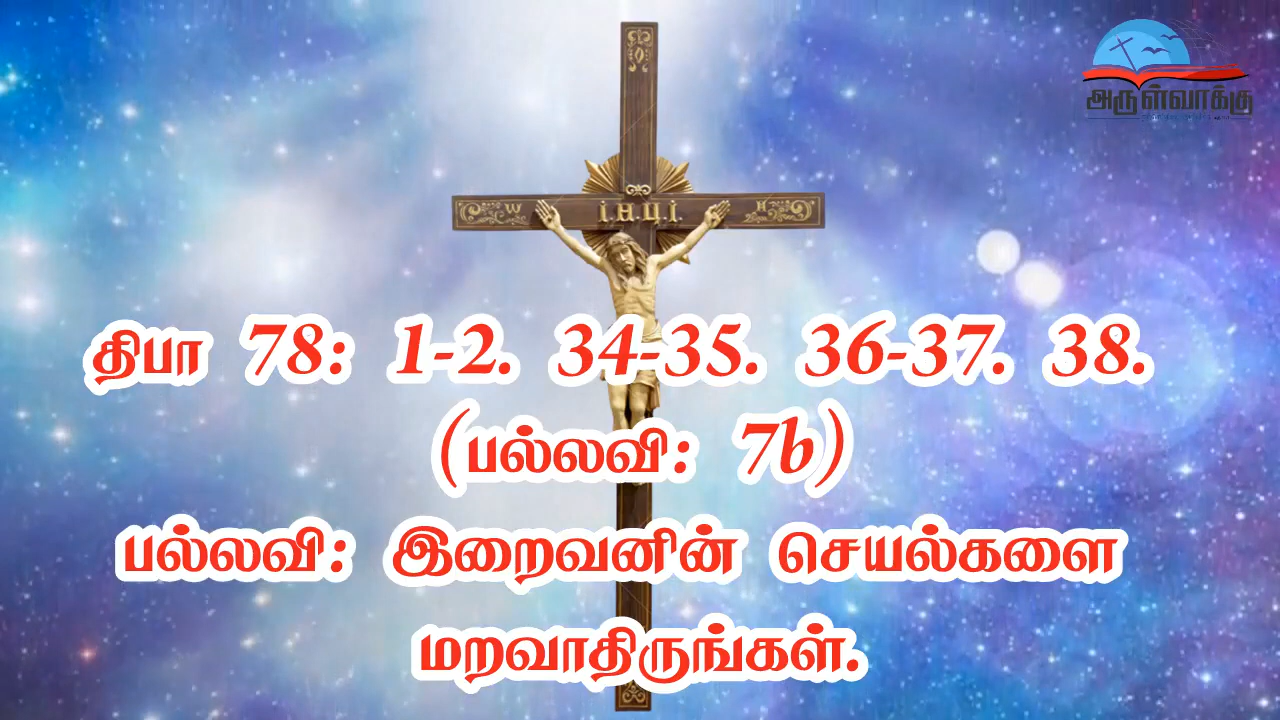 அருள்வாக்கு
I.H.Ц.I.
திபா 78: 1-2. 34-35. 36-37. 38.
(பல்லவி: 7b)
பல்லவி: இறைவனின் செயல்களை
மறவாதிருங்கள்.